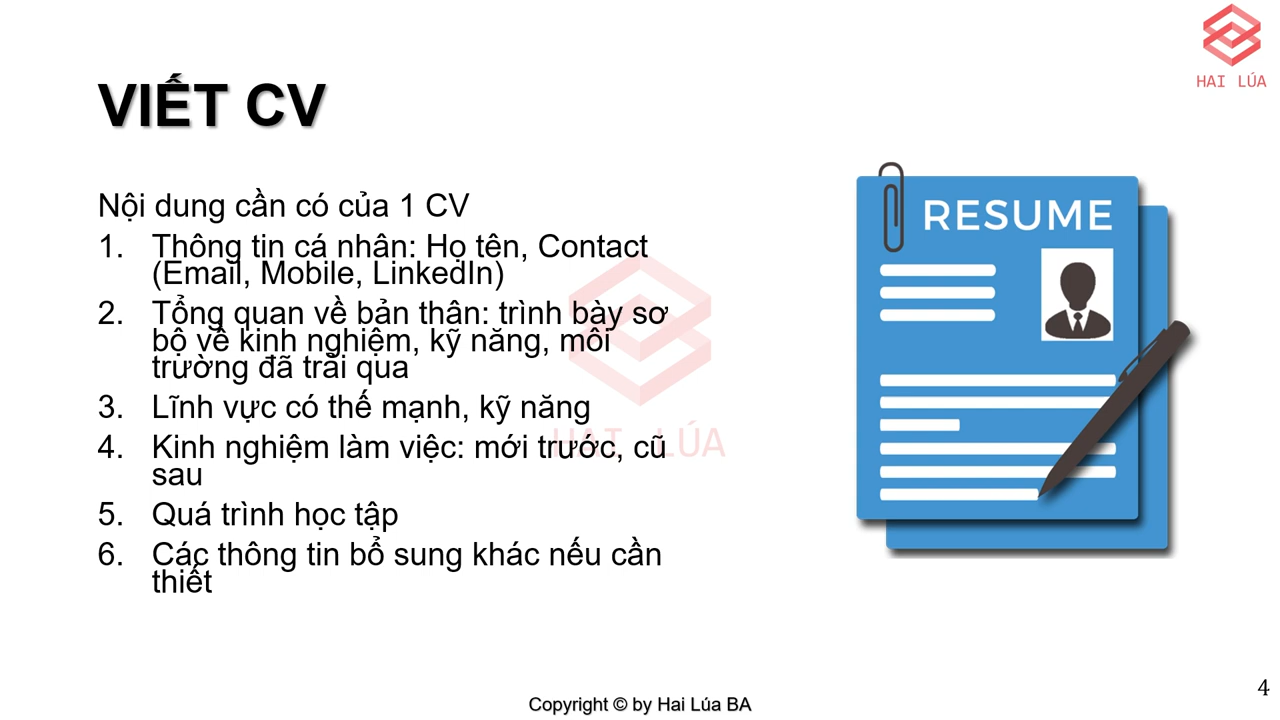 HAI LÚA
VIẾT CV
Nội dung cần có của 1 CV
1. Thông tin cá nhân: Họ tên, Contact
(Email, Mobile, LinkedIn)
2. Tổng quan về bản thân: trình bày sơ
bộ về kinh nghiệm, kỹ năng, môi
trường đã trải qua
3. Lĩnh vực có thế mạnh, kỹ năng
4. Kinh nghiệm làm việc: mới trước, cũ
sau
5. Quá trình học tập
6. Các thông tin bổ sung khác nếu cần
thiết
HAI LÚA
RESUME
Copyright © by Hai Lúa BA
4